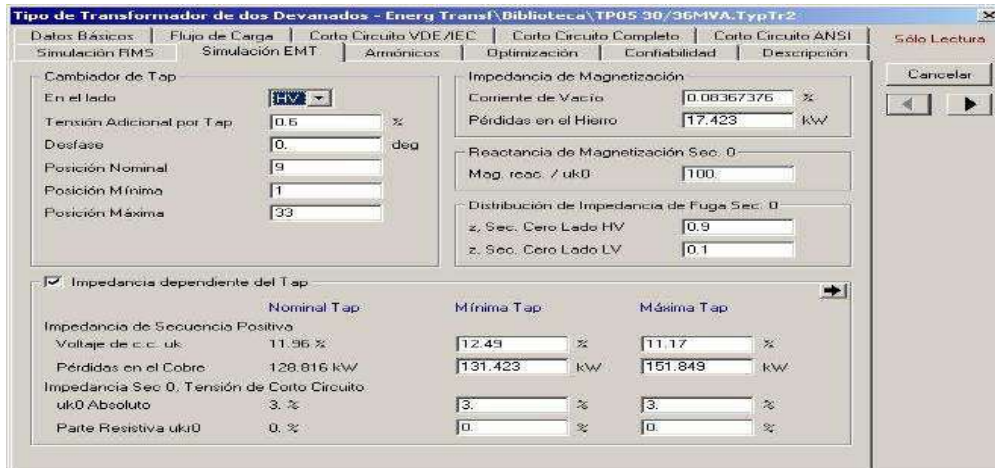 Tipo de Transformador de dos Devanados - Energ Transf\Biblioteca\TP05 30/36MVA.TypTr2
Datos Básicos | Flujo de Carga | Corto Circuito VDE/IEC | Corto Circuito Completo | Corto Circuito ANSI
Simulación RMS | Simulación EMT | Armónicos | Optimización | Confiabilidad | Descripción
Sólo Lectura
Cancelar
Cambiador de Tap
En el lado HV
Tensión Adicional por Tap 0.6 %
Desfase 0. deg
Posición Nominal 9
Posición Mínima 1
Posición Máxima 33
Impedancia de Magnetización
Corriente de Vacío 0.08367376 %
Pérdidas en el Hierro 17.423 kW
Reactancia de Magnetización Sec. 0
Mag. reac. / uk0 100.
Distribución de Impedancia de Fuga Sec. 0
z, Sec. Cero Lado HV 0.9
z, Sec. Cero Lado LV 0.1
Impedancia dependiente del Tap
Nominal Tap Mínima Tap Máxima Tap
Impedancia de Secuencia Positiva
Voltaje de c.c. uk 11.96 % 12.49 % 11.17 %
Pérdidas en el Cobre 128.816 kW 131.423 kW 151.849 kW
Impedancia Sec 0, Tensión de Corto Circuito
uk0 Absoluto 3. % 3. % 3. %
Parte Resistiva ukr0 0. % 0. % 0. %